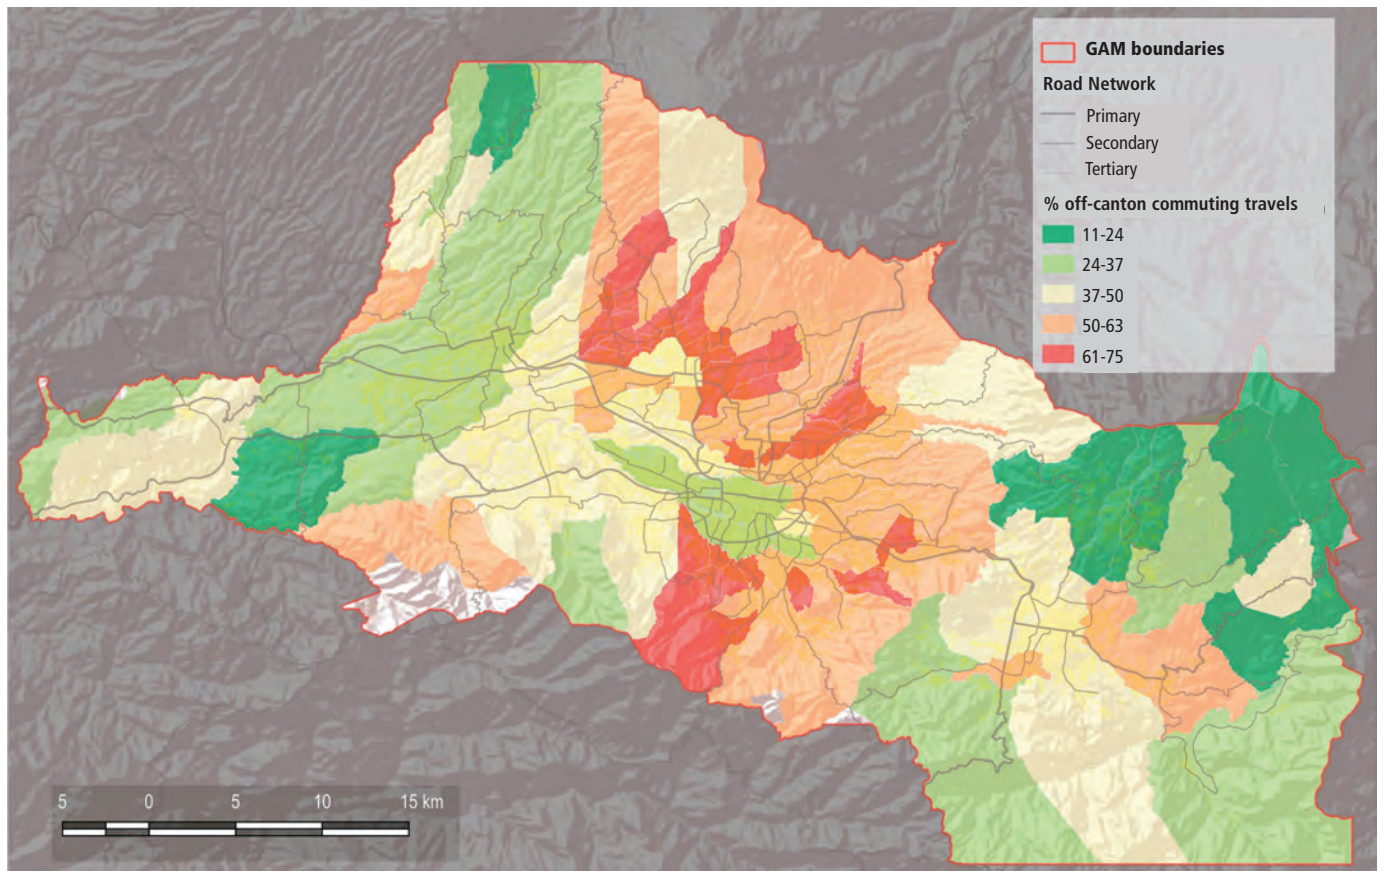 GAM boundaries
Road Network
Primary
Secondary
Tertiary
% off-canton commuting travels
11-24
24-37
37-50
50-63
61-75
5 0 5 10 15 km